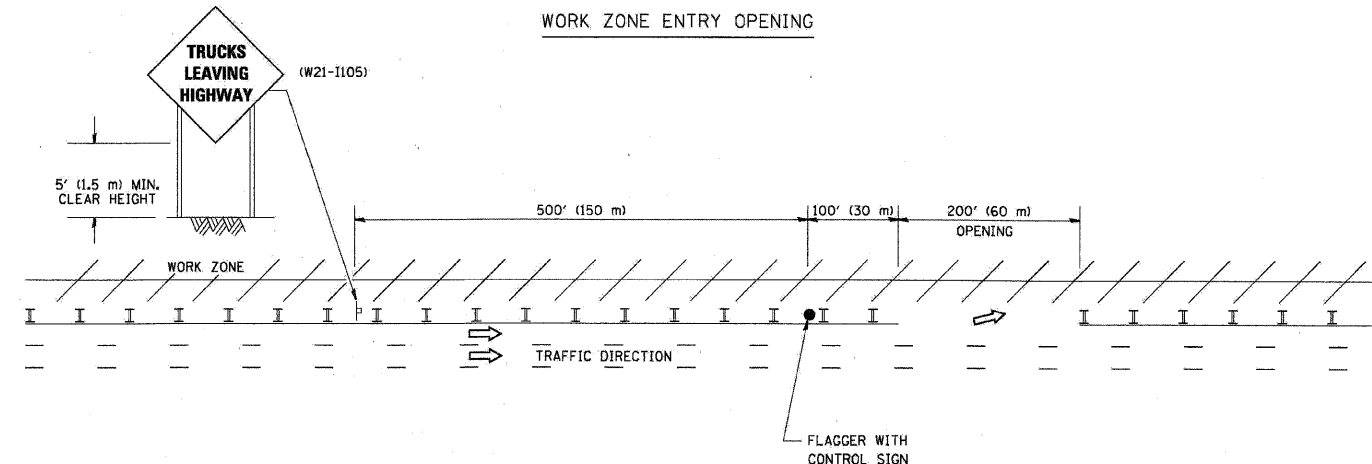 WORK ZONE ENTRY OPENING
TRUCKS
LEAVING
HIGHWAY
(W21-I105)
5' (1.5 m) MIN.
CLEAR HEIGHT
500' (150 m)
100' (30 m)
200' (60 m)
OPENING
WORK ZONE
TRAFFIC DIRECTION
FLAGGER WITH
CONTROL SIGN